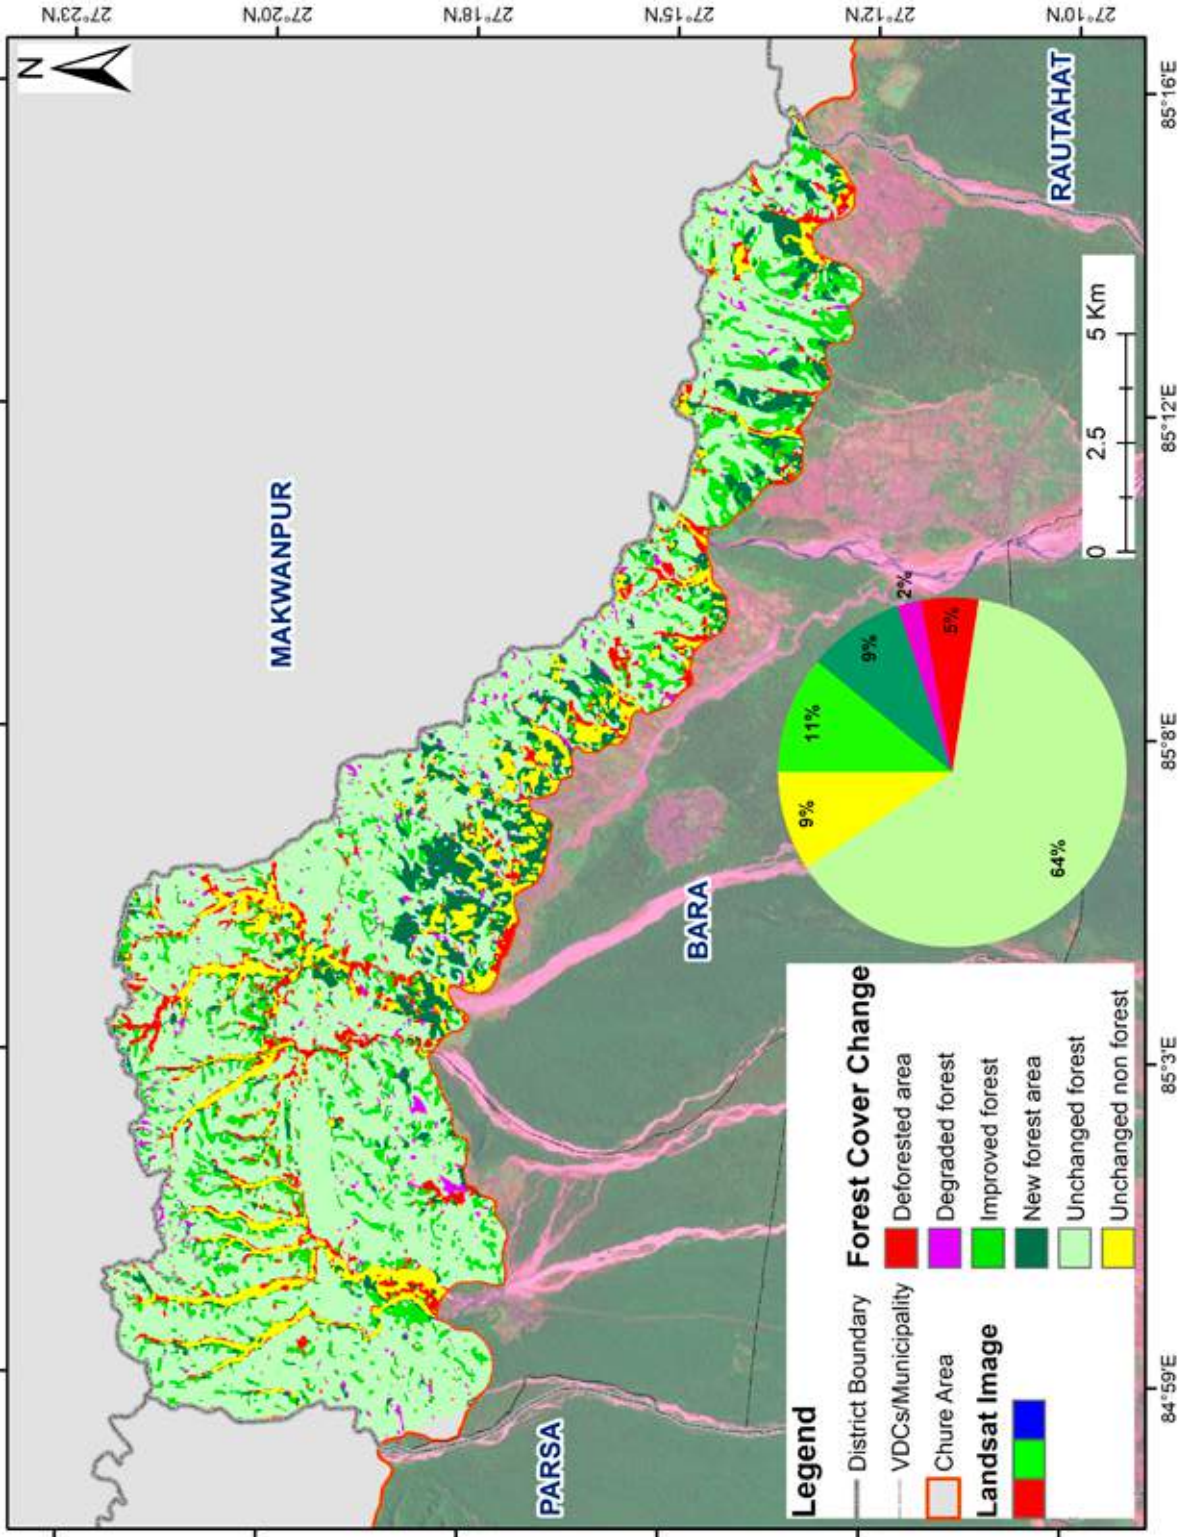 N
27°23'N
27°20'N
27°18'N
27°15'N
27°12'N
27°10'N
MAKWANPUR
RAUTAHAT
BARA
PARSA
85°16'E
85°12'E
85°8'E
85°3'E
84°59'E
0 2.5 5 Km
9%
11%
9%
2%
5%
64%
Legend
District Boundary
VDCs/Municipality
Chure Area
Landsat Image
Forest Cover Change
Deforested area
Degraded forest
Improved forest
New forest area
Unchanged forest
Unchanged non forest